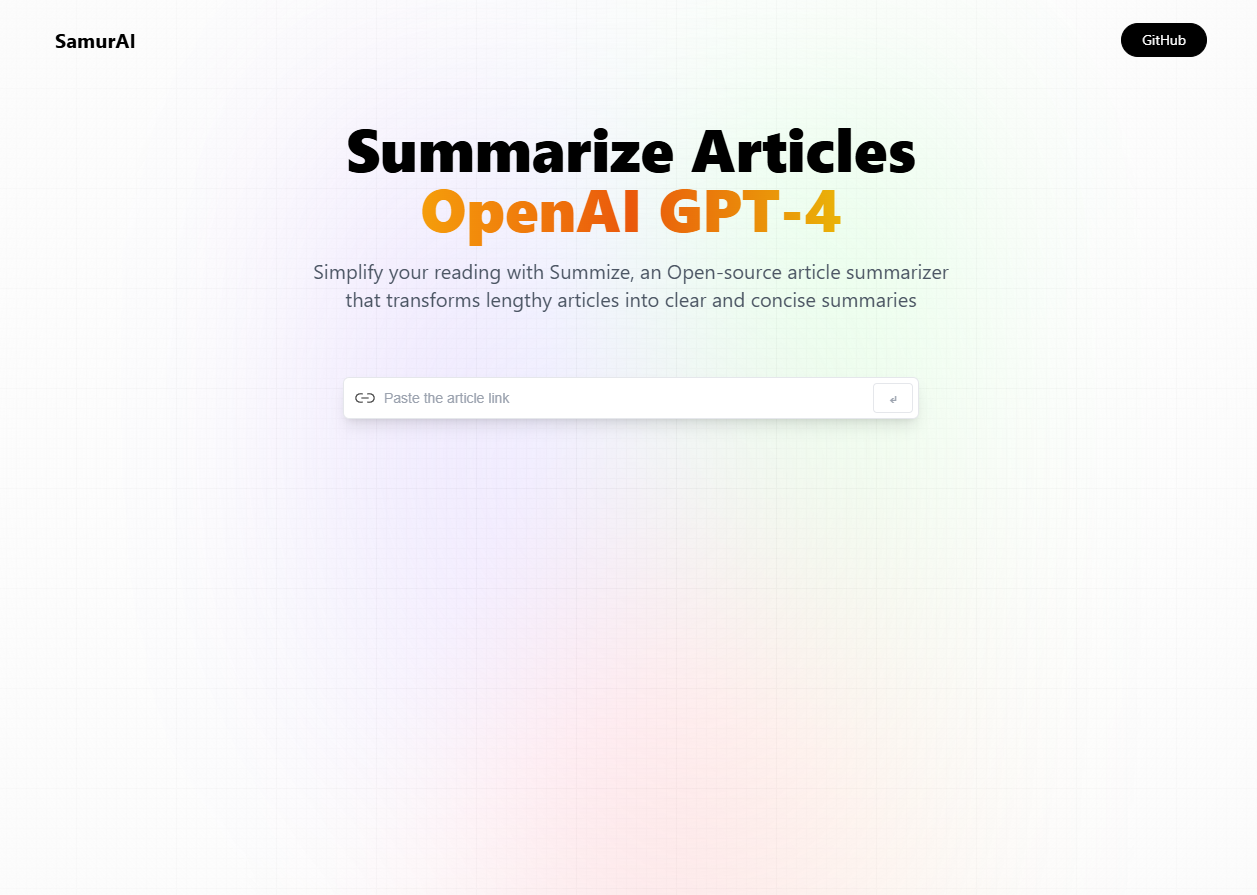 SamurAI
GitHub
Summarize Articles
OpenAI GPT-4
Simplify your reading with Summize, an Open-source article summarizer
that transforms lengthy articles into clear and concise summaries
Paste the article link
↵